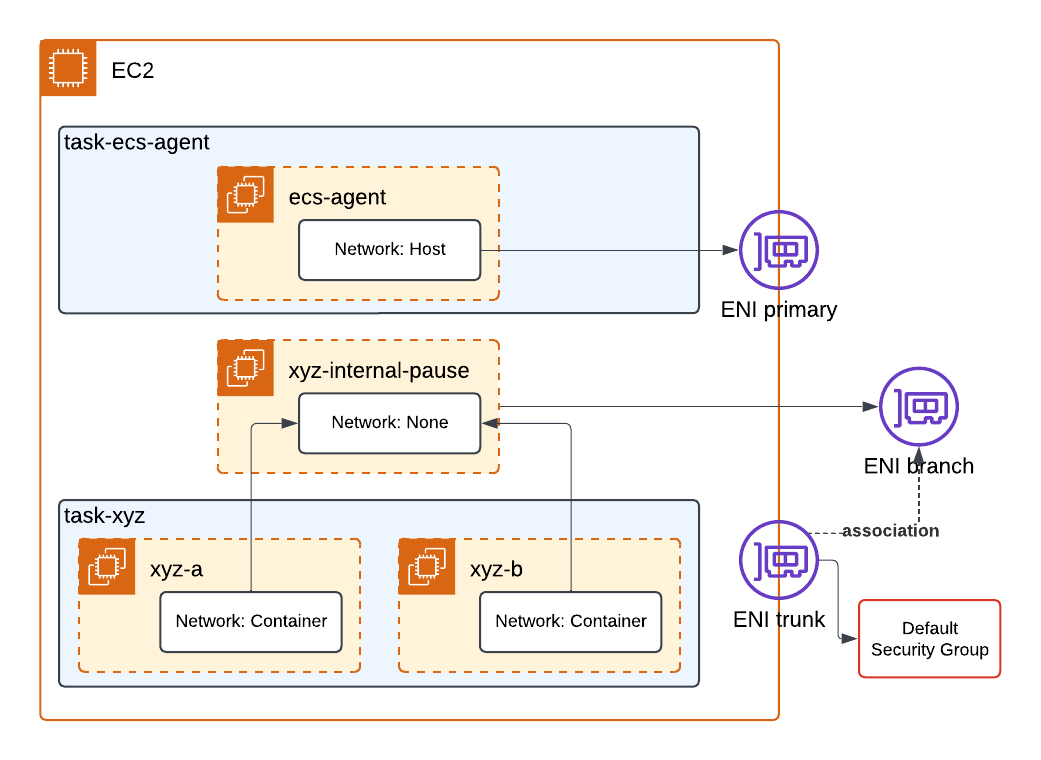 EC2
task-ecs-agent
ecs-agent
Network: Host
ENI primary
xyz-internal-pause
Network: None
ENI branch
task-xyz
association
xyz-a
xyz-b
Network: Container
Network: Container
ENI trunk
Default
Security Group